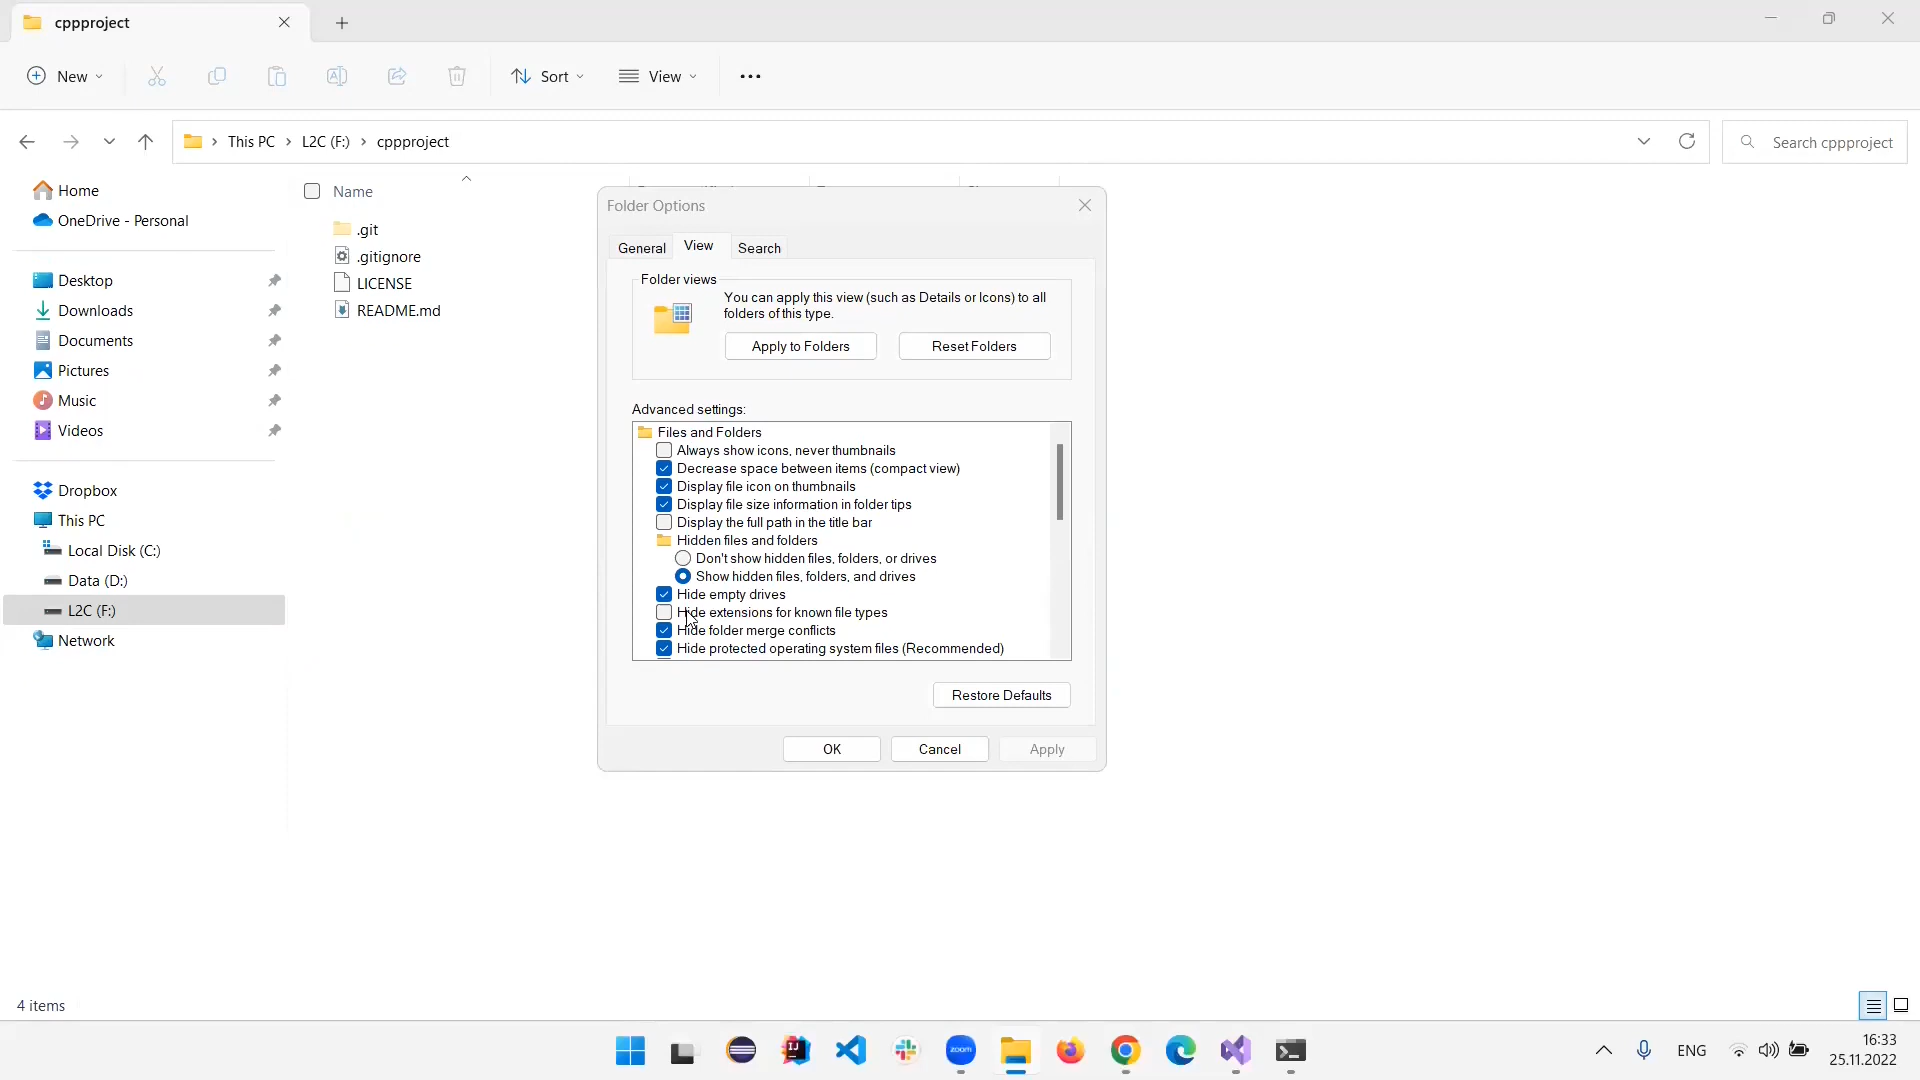 cppproject
New
Sort
View
This PC
L2C (F:)
cppproject
Search cppproject
Home
OneDrive - Personal
Desktop
Downloads
Documents
Pictures
Music
Videos
Dropbox
This PC
Local Disk (C:)
Data (D:)
L2C (F:)
Network
Name
.git
.gitignore
LICENSE
README.md
Folder Options
General
View
Search
Folder views
You can apply this view (such as Details or Icons) to all
folders of this type.
Apply to Folders
Reset Folders
Advanced settings:
Files and Folders
Always show icons, never thumbnails
Decrease space between items (compact view)
Display file icon on thumbnails
Display file size information in folder tips
Display the full path in the title bar
Hidden files and folders
Don't show hidden files, folders, or drives
Show hidden files, folders, and drives
Hide empty drives
Hide extensions for known file types
Hide folder merge conflicts
Hide protected operating system files (Recommended)
Restore Defaults
OK
Cancel
Apply
4 items
IJ
zoom
ENG
16:33
25.11.2022